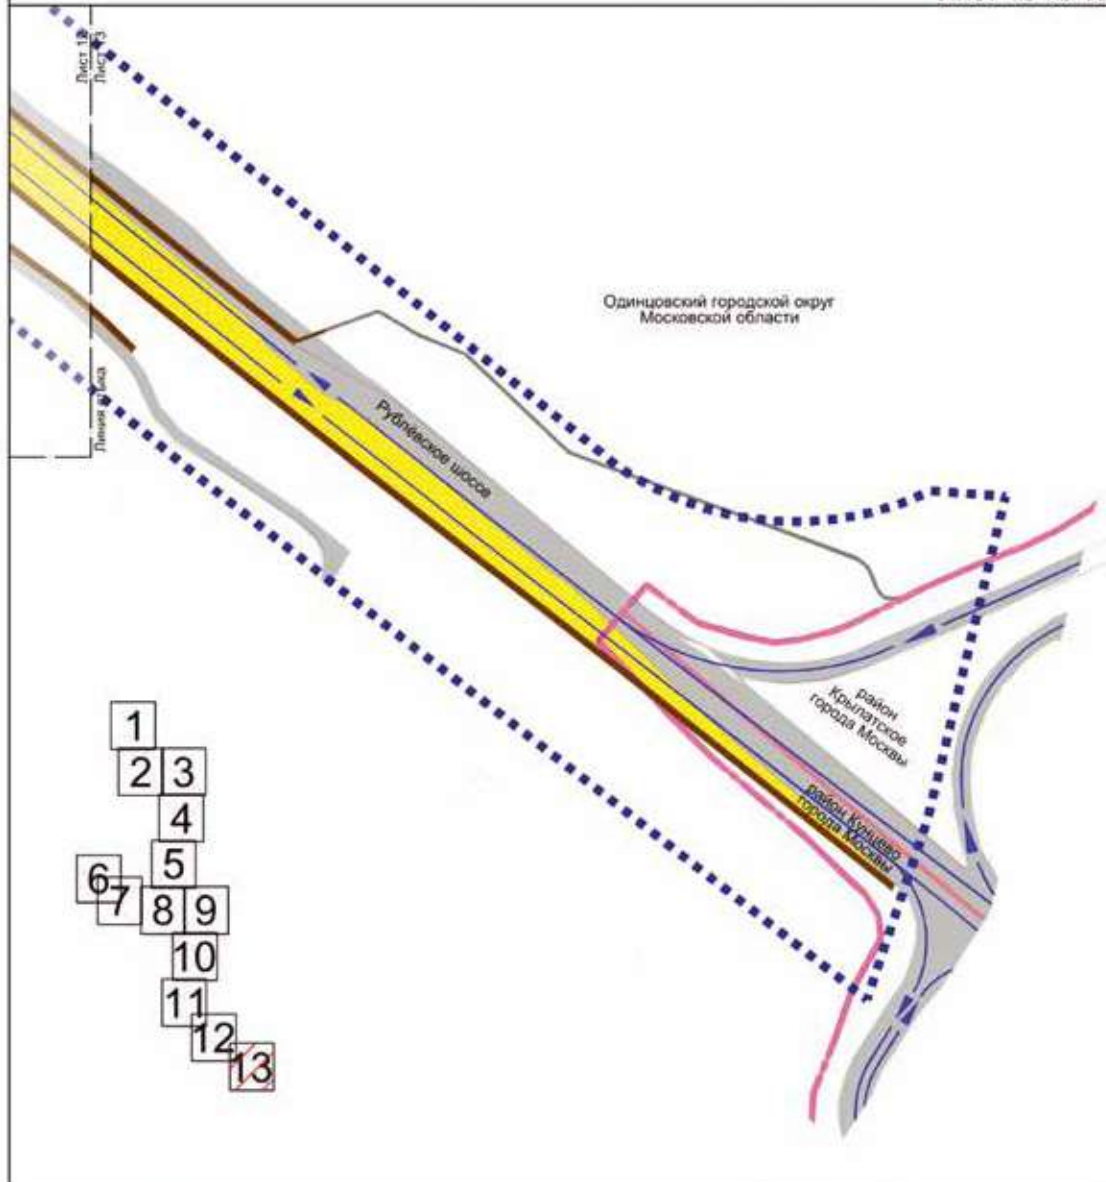 Лист 12
Лист 13
Линия стыка
Одинцовский городской округ
Московской области
Рублёвское шоссе
район
Крылатское
города Москвы
район Кунцево
города Москвы
1
2 3
4
5
6
7 8 9
10
11
12
13